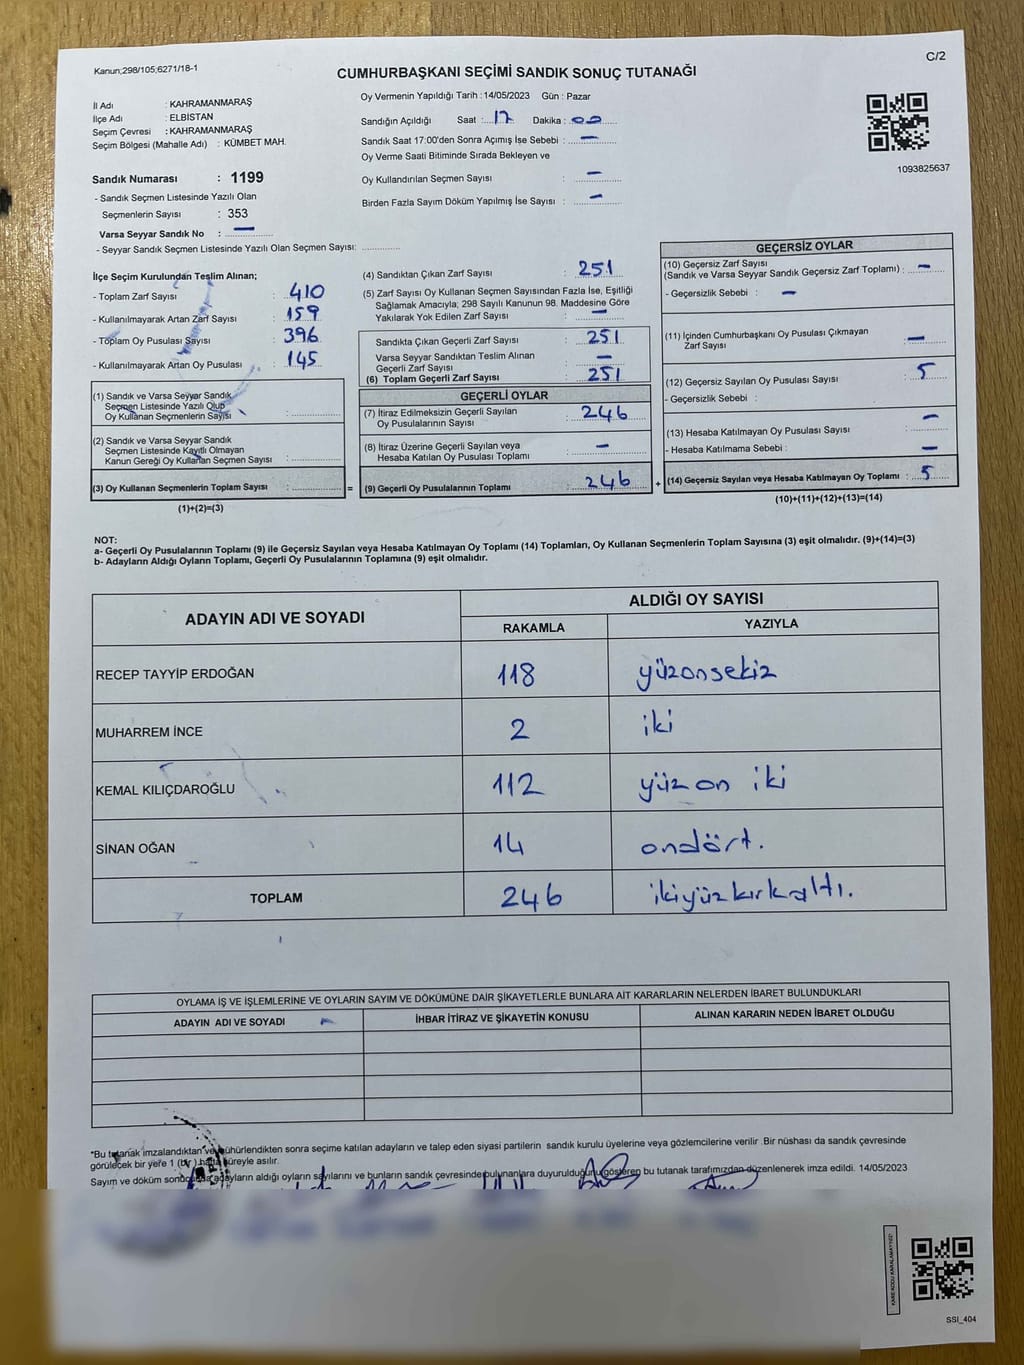 Kanun;298/105;6271/18-1
C/2
CUMHURBAŞKANI SEÇİMİ SANDIK SONUÇ TUTANAĞI
İl Adı : KAHRAMANMARAŞ
İlçe Adı : ELBİSTAN
Seçim Çevresi : KAHRAMANMARAŞ
Seçim Bölgesi (Mahalle Adı) : KÜMBET MAH.
Sandık Numarası : 1199
- Sandık Seçmen Listesinde Yazılı Olan
Seçmenlerin Sayısı : 353
Varsa Seyyar Sandık No : —
- Seyyar Sandık Seçmen Listesinde Yazılı Olan Seçmen Sayısı:
Oy Vermenin Yapıldığı Tarih : 14/05/2023 Gün : Pazar
Sandığın Açıldığı Saat : 17 Dakika : 00
Sandık Saat 17:00'den Sonra Açımış İse Sebebi : —
Oy Verme Saati Bitiminde Sırada Bekleyen ve
Oy Kullandırılan Seçmen Sayısı : —
Birden Fazla Sayım Döküm Yapılmış İse Sayısı : —
1093825637
İlçe Seçim Kurulundan Teslim Alınan;
- Toplam Zarf Sayısı : 410
- Kullanılmayarak Artan Zarf Sayısı : 159
- Toplam Oy Pusulası Sayısı : 396
- Kullanılmayarak Artan Oy Pusulası : 145
(1) Sandık ve Varsa Seyyar Sandık
Seçmen Listesinde Yazılı Olup
Oy Kullanan Seçmenlerin Sayısı :
(2) Sandık ve Varsa Seyyar Sandık
Seçmen Listesinde Kayıtlı Olmayan
Kanun Gereği Oy Kullanan Seçmen Sayısı :
(3) Oy Kullanan Seçmenlerin Toplam Sayısı : =
(1)+(2)=(3)
(4) Sandıktan Çıkan Zarf Sayısı : 251
(5) Zarf Sayısı Oy Kullanan Seçmen Sayısından Fazla İse, Eşitliği
Sağlamak Amacıyla; 298 Sayılı Kanunun 98. Maddesine Göre
Yakılarak Yok Edilen Zarf Sayısı : —
Sandıkta Çıkan Geçerli Zarf Sayısı : 251
Varsa Seyyar Sandıktan Teslim Alınan
Geçerli Zarf Sayısı : —
(6) Toplam Geçerli Zarf Sayısı : 251
GEÇERLİ OYLAR
(7) İtiraz Edilmeksizin Geçerli Sayılan
Oy Pusulalarının Sayısı : 246
(8) İtiraz Üzerine Geçerli Sayılan veya
Hesaba Katılan Oy Pusulası Toplamı : —
(9) Geçerli Oy Pusulalarının Toplamı : 246 +
GEÇERSİZ OYLAR
(10) Geçersiz Zarf Sayısı
(Sandık ve Varsa Seyyar Sandık Geçersiz Zarf Toplamı) : —
- Geçersizlik Sebebi : —
(11) İçinden Cumhurbaşkanı Oy Pusulası Çıkmayan
Zarf Sayısı : —
(12) Geçersiz Sayılan Oy Pusulası Sayısı : 5
- Geçersizlik Sebebi :
(13) Hesaba Katılmayan Oy Pusulası Sayısı : —
- Hesaba Katılmama Sebebi : —
(14) Geçersiz Sayılan veya Hesaba Katılmayan Oy Toplamı : 5
(10)+(11)+(12)+(13)=(14)
NOT:
a- Geçerli Oy Pusulalarının Toplamı (9) ile Geçersiz Sayılan veya Hesaba Katılmayan Oy Toplamı (14) Toplamları, Oy Kullanan Seçmenlerin Toplam Sayısına (3) eşit olmalıdır. (9)+(14)=(3)
b- Adayların Aldığı Oyların Toplamı, Geçerli Oy Pusulalarının Toplamına (9) eşit olmalıdır.
ADAYIN ADI VE SOYADI ALDIĞI OY SAYISI
RAKAMLA YAZIYLA
RECEP TAYYİP ERDOĞAN 118 yüzonsekiz
MUHARREM İNCE 2 iki
KEMAL KILIÇDAROĞLU 112 yüz on iki
SİNAN OĞAN 14 ondört.
TOPLAM 246 ikiyüzkırkaltı.
OYLAMA İŞ VE İŞLEMLERİNE VE OYLARIN SAYIM VE DÖKÜMÜNE DAİR ŞİKAYETLERLE BUNLARA AİT KARARLARIN NELERDEN İBARET BULUNDUKLARI
ADAYIN ADI VE SOYADI İHBAR İTİRAZ VE ŞİKAYETİN KONUSU ALINAN KARARIN NEDEN İBARET OLDUĞU
*Bu tutanak imzalandıktan ve mühürlendikten sonra seçime katılan adayların ve talep eden siyasi partilerin sandık kurulu üyelerine veya gözlemcilerine verilir .Bir nüshası da sandık çevresinde
görülecek bir yere 1 (bir) hafta süreyle asılır.
Sayım ve döküm sonucunda adayların aldığı oyların sayılarını ve bunların sandık çevresinde bulunanlara duyurulduğunu gösteren bu tutanak tarafımızdan düzenlenerek imza edildi. 14/05/2023
KARE KODU KARALAMAYINIZ!
SSI_404